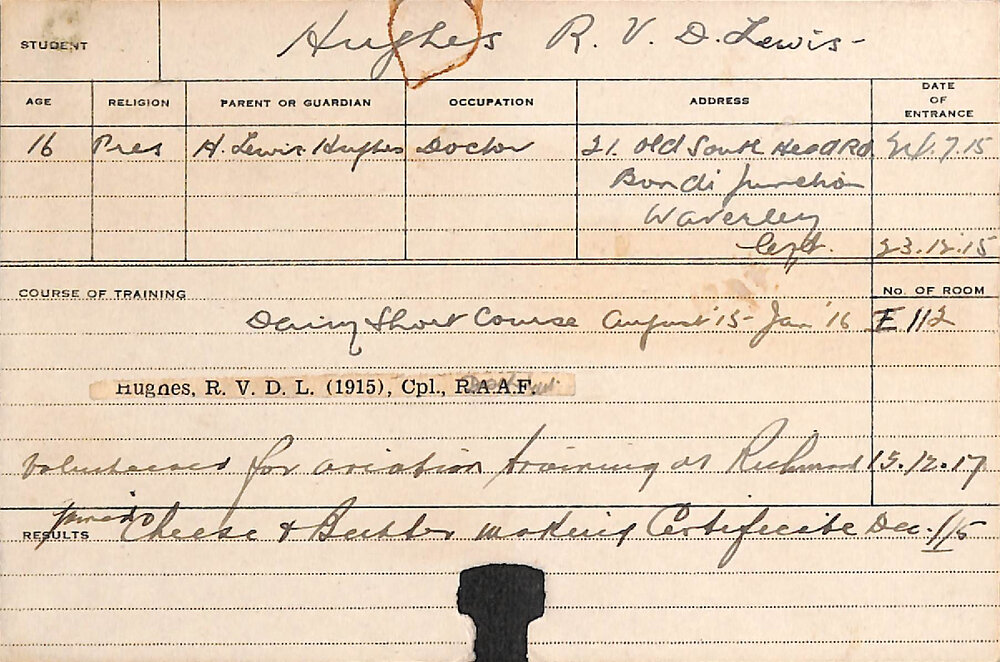 STUDENT Hughes R. V. D. Lewis-
AGE RELIGION PARENT OR GUARDIAN OCCUPATION ADDRESS DATE OF ENTRANCE
16 Pres H. Lewis Hughes Doctor 21. Old South Head Rd .7.15
Bondi Junction
Waverley
Left. 23.12.15
COURSE OF TRAINING No. OF ROOM
Dairy Short Course August '15- Jan '16 E 112
Hughes, R. V. D. L. (1915), Cpl., R.A.A.F.
Volunteered for aviation training at Richmond 15.12.17
RESULTS Cheese & Butter making Certificate Dec. /15